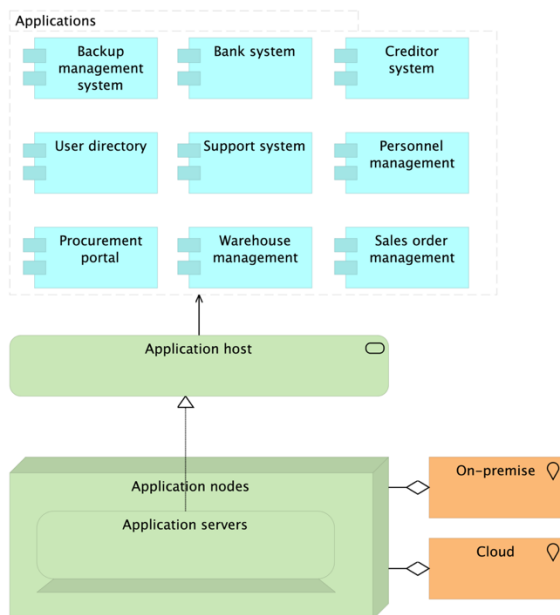 Applications
Backup
management
system
Bank system
Creditor
system
User directory
Support system
Personnel
management
Procurement
portal
Warehouse
management
Sales order
management
Application host
Application nodes
On-premise
Application servers
Cloud